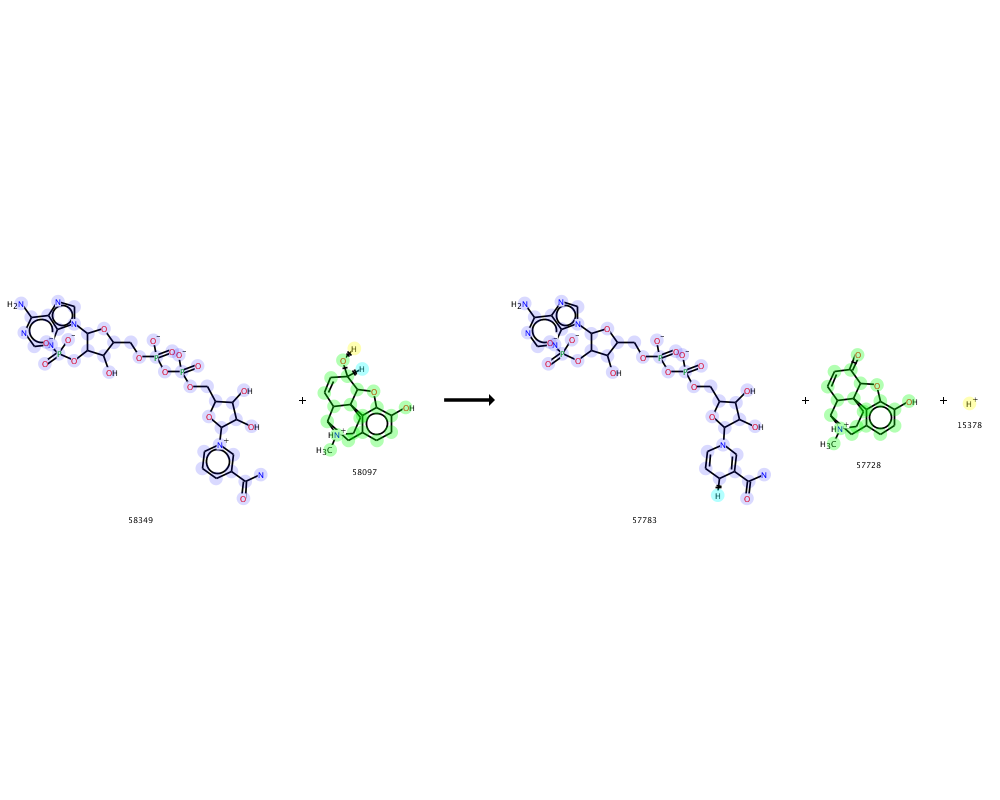 H2N N N N N O O O- O- P O O OH O P O- O O O- P O O O OH OH N+ N O
58349
+
H O H O OH HN+ H3C
58097
H2N N N N N O O O- O- P O O OH O P O- O O O- P O O O OH OH N N O H
57783
+
O O OH HN+ H3C
57728
+
H+
15378